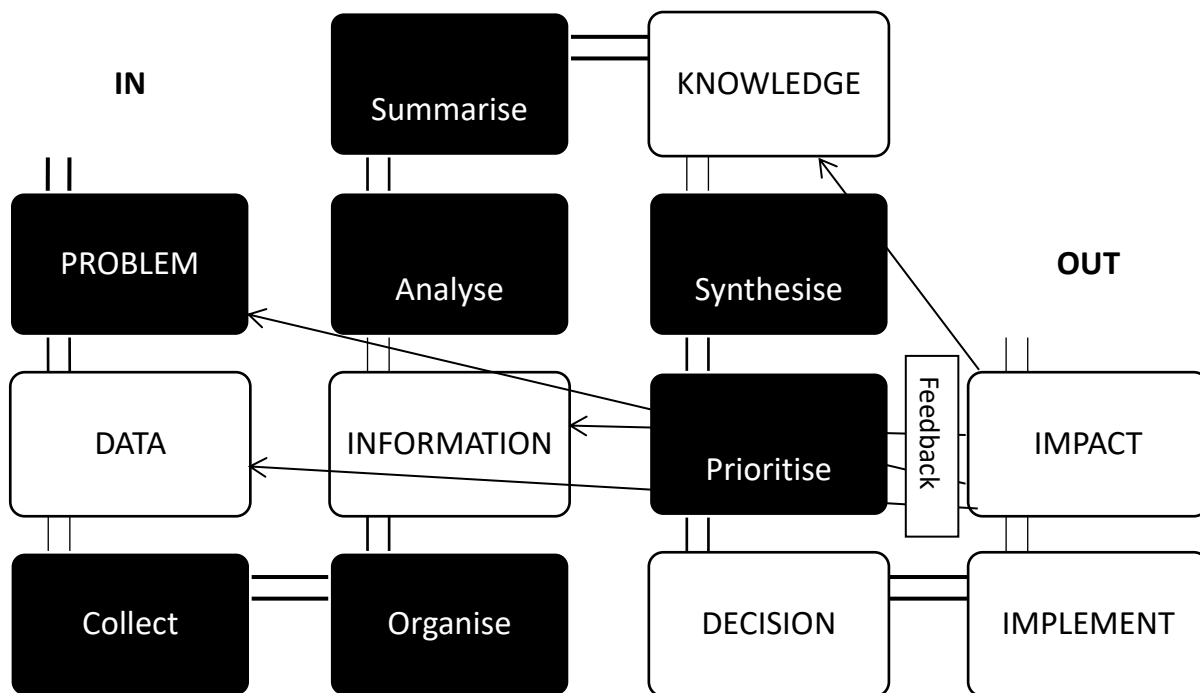 IN
Summarise
KNOWLEDGE
PROBLEM
Analyse
Synthesise
OUT
DATA
INFORMATION
Prioritise
Feedback
IMPACT
Collect
Organise
DECISION
IMPLEMENT